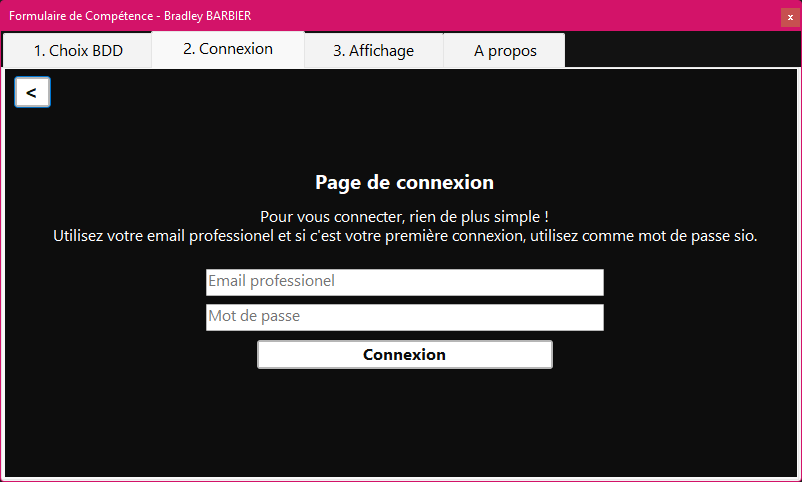 Formulaire de Compétence - Bradley BARBIER
x
1. Choix BDD
2. Connexion
3. Affichage
A propos
<
Page de connexion
Pour vous connecter, rien de plus simple !
Utilisez votre email professionel et si c'est votre première connexion, utilisez comme mot de passe sio.
Email professionel
Mot de passe
Connexion